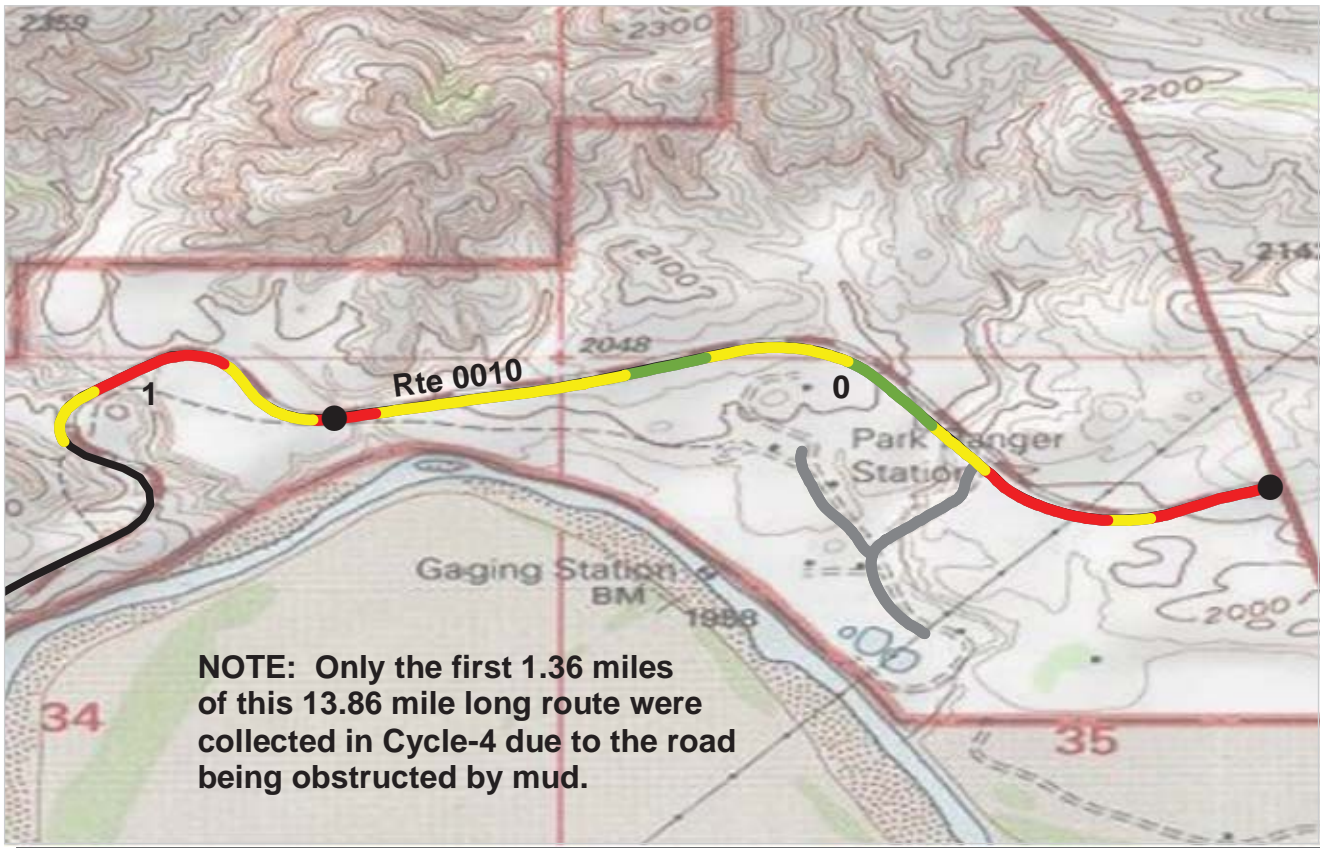 2359
2300
2200
2100
2048
Rte 0010
1
0
Park Ranger
Station
Gaging Station
BM
1958
2000
NOTE: Only the first 1.36 miles
of this 13.86 mile long route were
collected in Cycle-4 due to the road
being obstructed by mud.
34
35